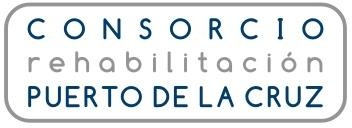 CONSORCIO
rehabilitación
PUERTO DE LA CRUZ